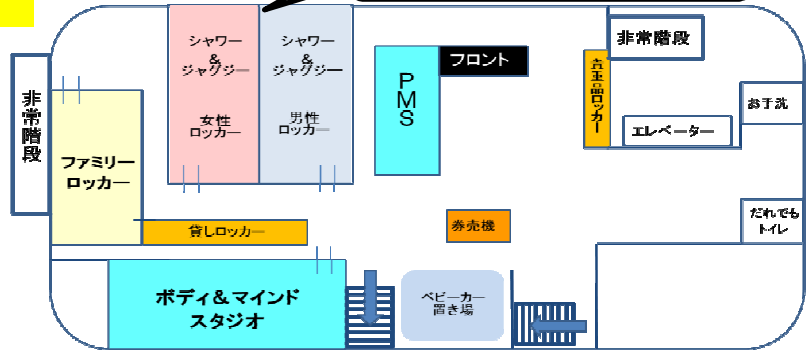 シャワー
&
ジャグジー
女性
ロッカー
シャワー
&
ジャグジー
男性
ロッカー
フロント
PMS
貴重品ロッカー
非常階段
お手洗
エレベーター
非常階段
ファミリー
ロッカー
貸しロッカー
券売機
だれでも
トイレ
ボディ&マインド
スタジオ
ベビーカー
置き場